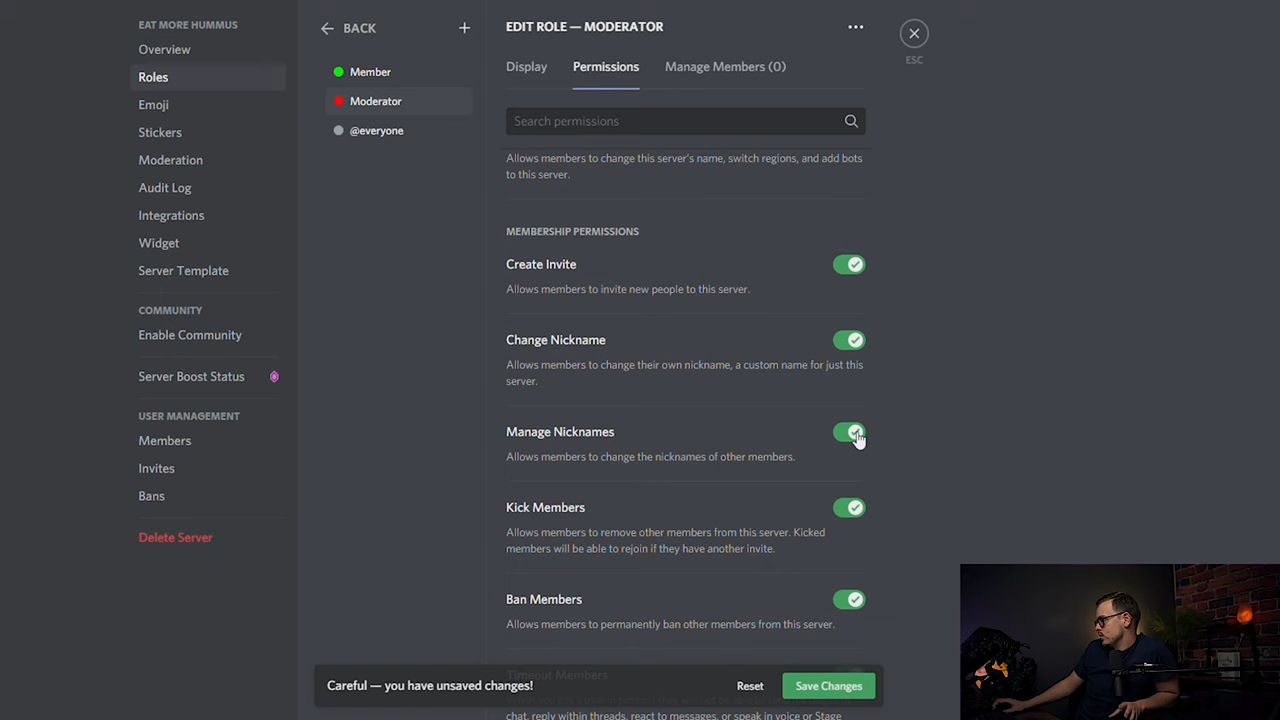 EAT MORE HUMMUS
Overview
Roles
Emoji
Stickers
Moderation
Audit Log
Integrations
Widget
Server Template
COMMUNITY
Enable Community
Server Boost Status
USER MANAGEMENT
Members
Invites
Bans
Delete Server
BACK
Member
Moderator
@everyone
EDIT ROLE — MODERATOR
Display
Permissions
Manage Members (0)
Search permissions
Allows members to change this server's name, switch regions, and add bots
to this server.
MEMBERSHIP PERMISSIONS
Create Invite
Allows members to invite new people to this server.
Change Nickname
Allows members to change their own nickname, a custom name for just this
server.
Manage Nicknames
Allows members to change the nicknames of other members.
Kick Members
Allows members to remove other members from this server. Kicked
members will be able to rejoin if they have another invite.
Ban Members
Allows members to permanently ban other members from this server.
Timeout Members
chat, reply within threads, react to messages, or speak in voice or Stage
Careful — you have unsaved changes!
Reset
Save Changes
ESC